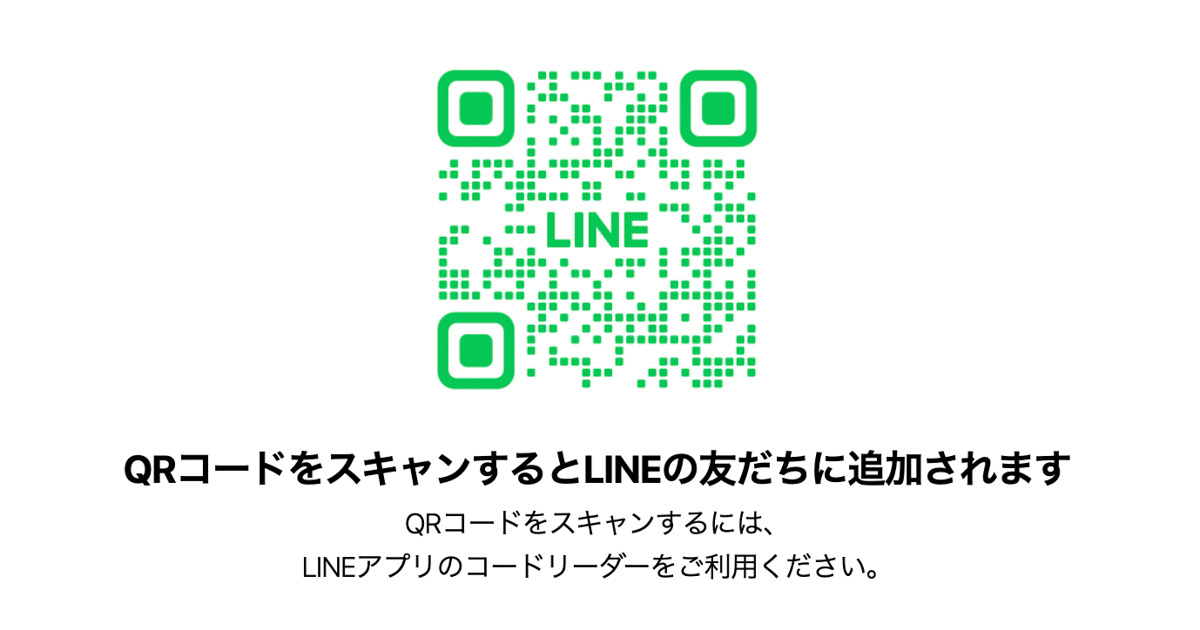 LINE
QRコードをスキャンするとLINEの友だちに追加されます
QRコードをスキャンするには、
LINEアプリのコードリーダーをご利用ください。